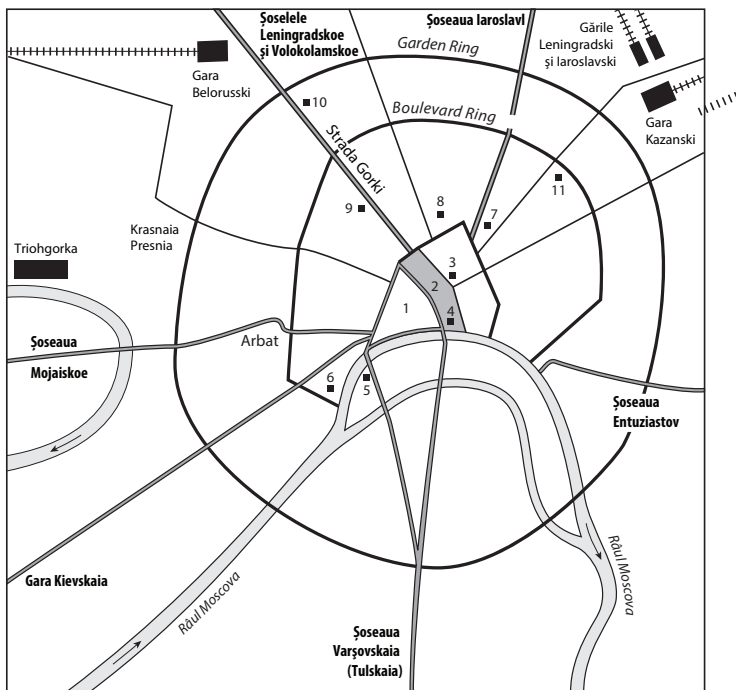 Șoselele
Leningradskoe
și Volokolamskoe
Șoseaua Iaroslavl
Gările
Leningradski
și Iaroslavski
Garden Ring
Gara
Belorusski
10
Boulevard Ring
Gara
Kazanski
Strada Gorki
11
9
8
7
Krasnaia
Presnia
Triohgorka
3
2
1
4
Șoseaua
Mojaiskoe
Arbat
6
5
Șoseaua
Entuziastov
Gara Kievskaia
Râul Moscova
Râul Moscova
Șoseaua
Varșovskaia
(Tulskaia)